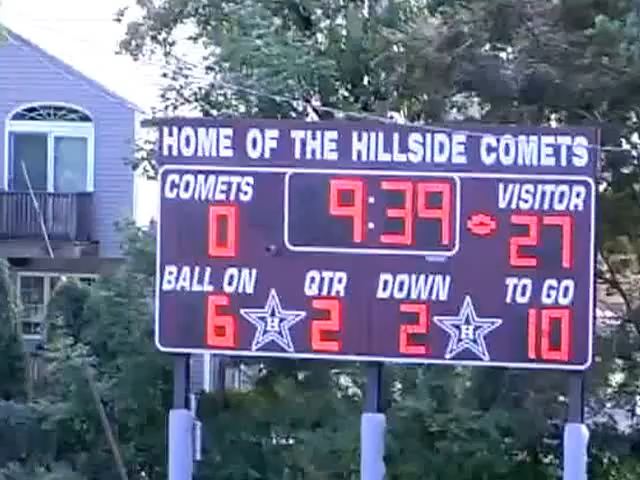 HOME OF THE HILLSIDE COMETS
COMETS 9:39 VISITOR
0 27
BALL ON QTR DOWN TO GO
6 H 2 2 H 10